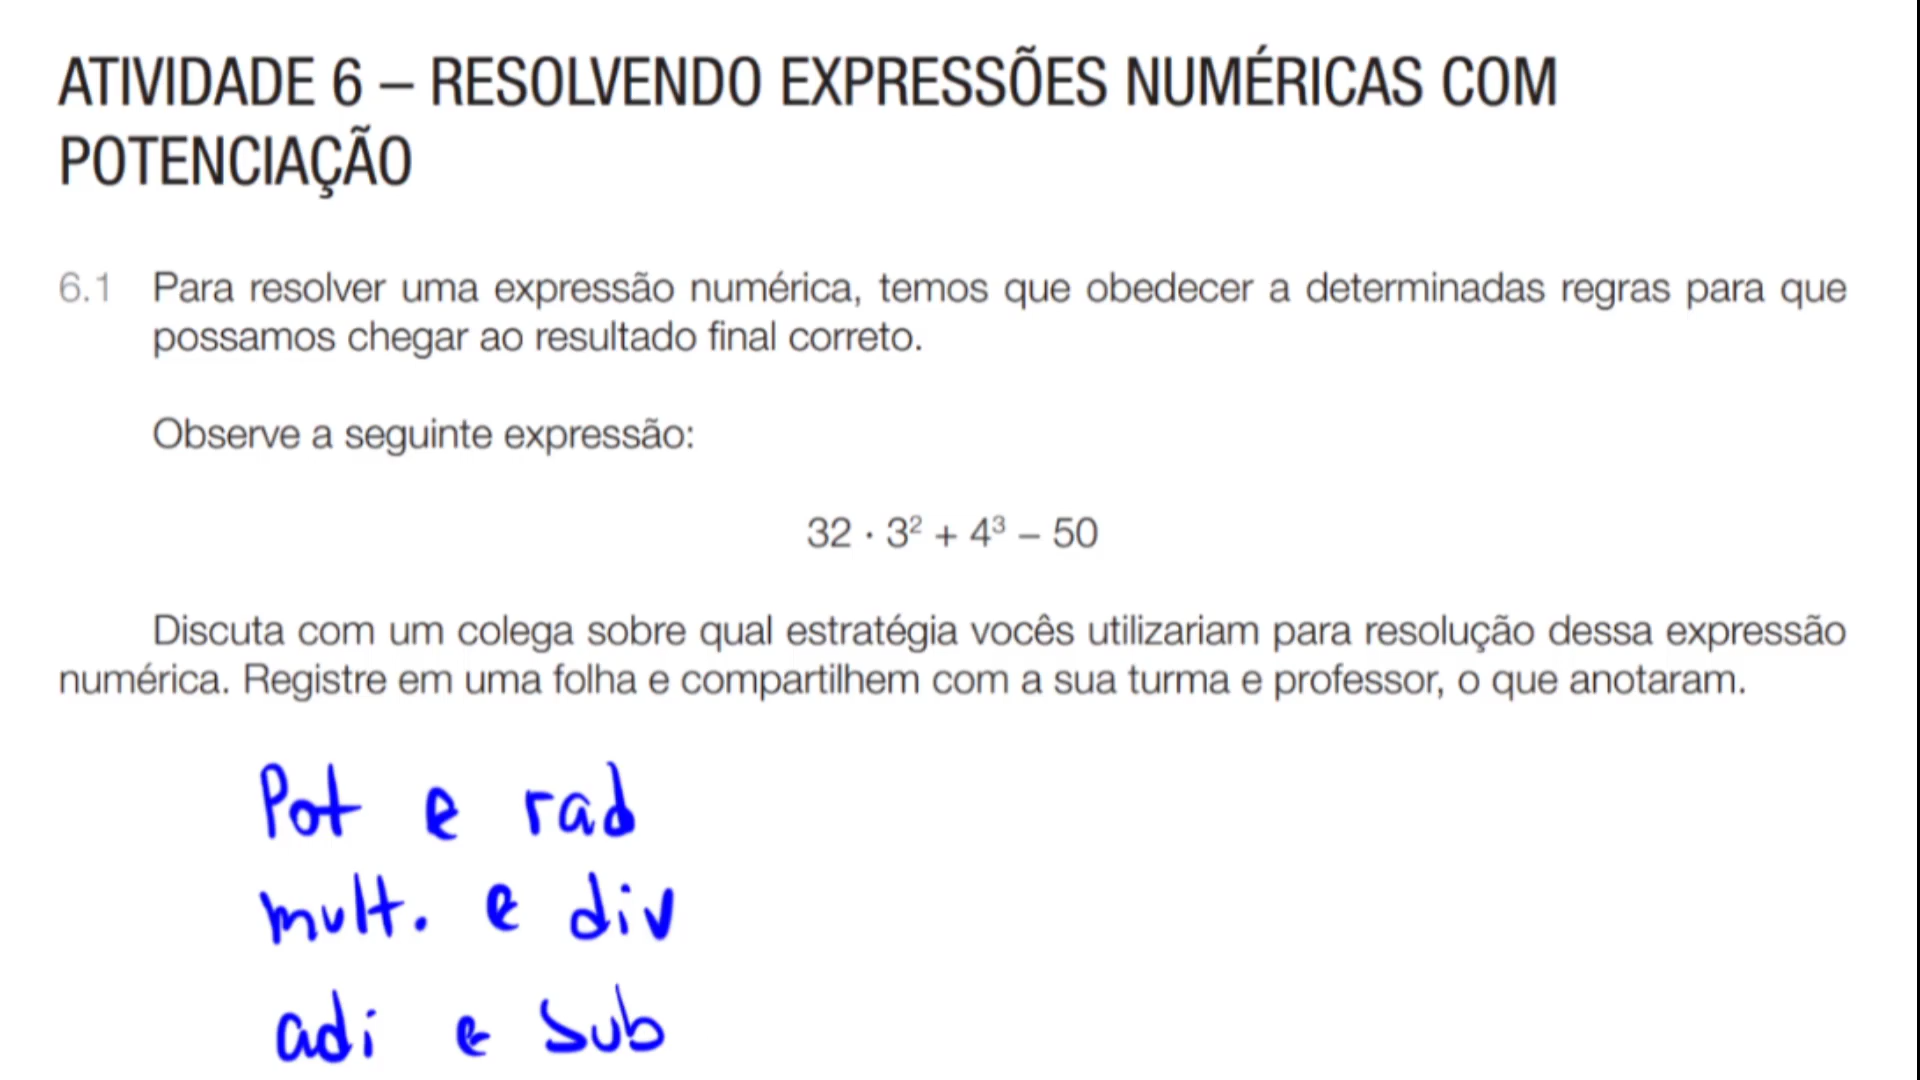 ATIVIDADE 6 – RESOLVENDO EXPRESSÕES NUMÉRICAS COM
POTENCIAÇÃO
6.1 Para resolver uma expressão numérica, temos que obedecer a determinadas regras para que
possamos chegar ao resultado final correto.
Observe a seguinte expressão:
32 · 3² + 4³ – 50
Discuta com um colega sobre qual estratégia vocês utilizariam para resolução dessa expressão
numérica. Registre em uma folha e compartilhem com a sua turma e professor, o que anotaram.
Pot e rad
mult. e div
adi e sub